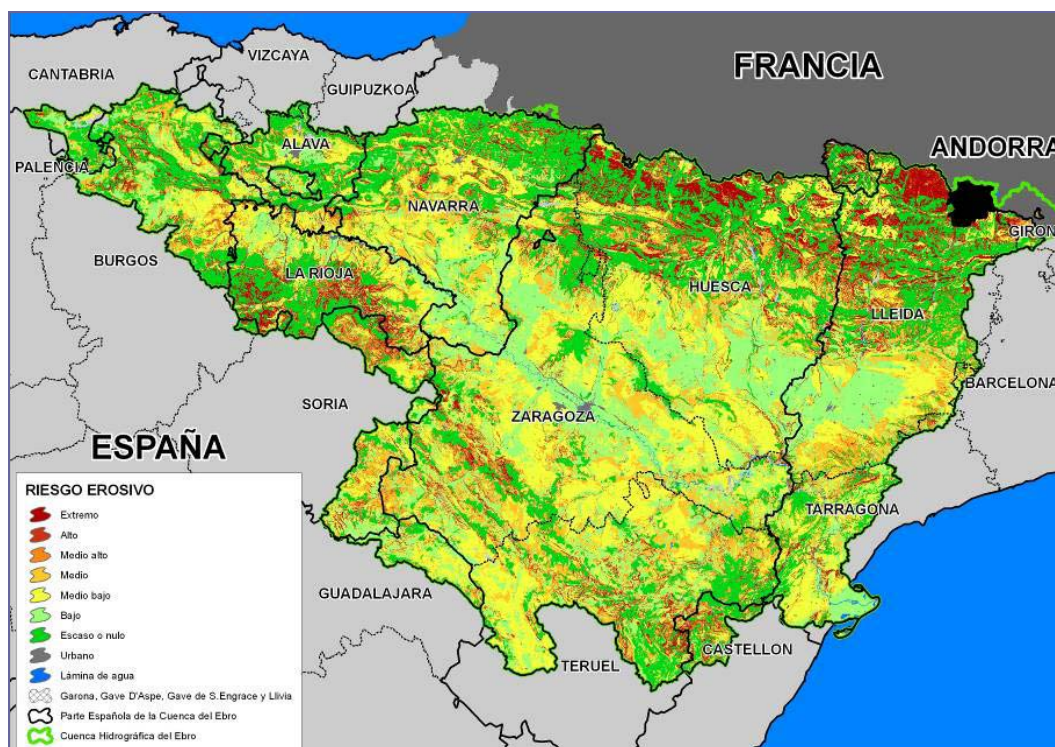 VIZCAYA
CANTABRIA
GUIPUZKOA
FRANCIA
ALAVA
ANDORRA
PALENCIA
NAVARRA
GIRON
BURGOS
LA RIOJA
HUESCA
LLEIDA
BARCELONA
SORIA
ZARAGOZA
ESPAÑA
TARRAGONA
GUADALAJARA
CASTELLON
TERUEL
RIESGO EROSIVO
Extremo
Alto
Medio alto
Medio
Medio bajo
Bajo
Escaso o nulo
Urbano
Lámina de agua
Garona, Gave D'Aspe, Gave de S.Engrace y Llivia
Parte Española de la Cuenca del Ebro
Cuenca Hidrográfica del Ebro